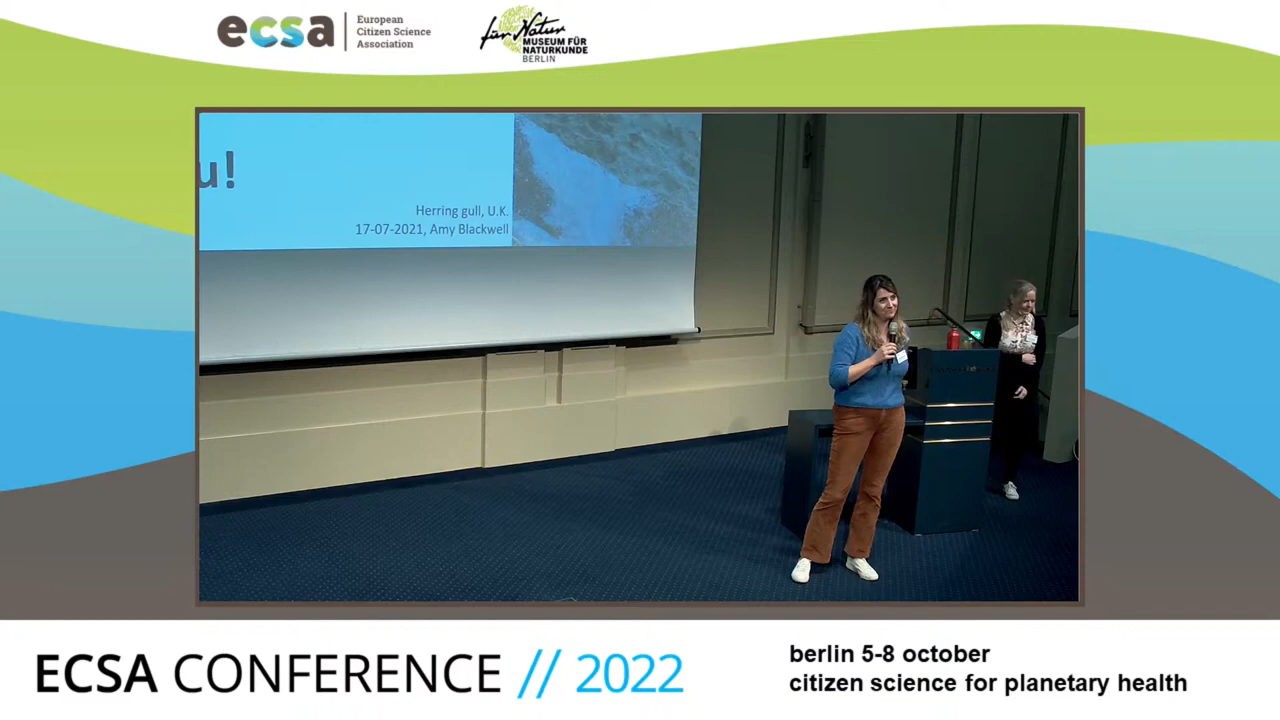 ecsa
European
Citizen Science
Association
für Natur
MUSEUM FÜR
NATURKUNDE
BERLIN
u!
Herring gull, U.K.
17-07-2021, Amy Blackwell
ECSA CONFERENCE // 2022
berlin 5-8 october
citizen science for planetary health